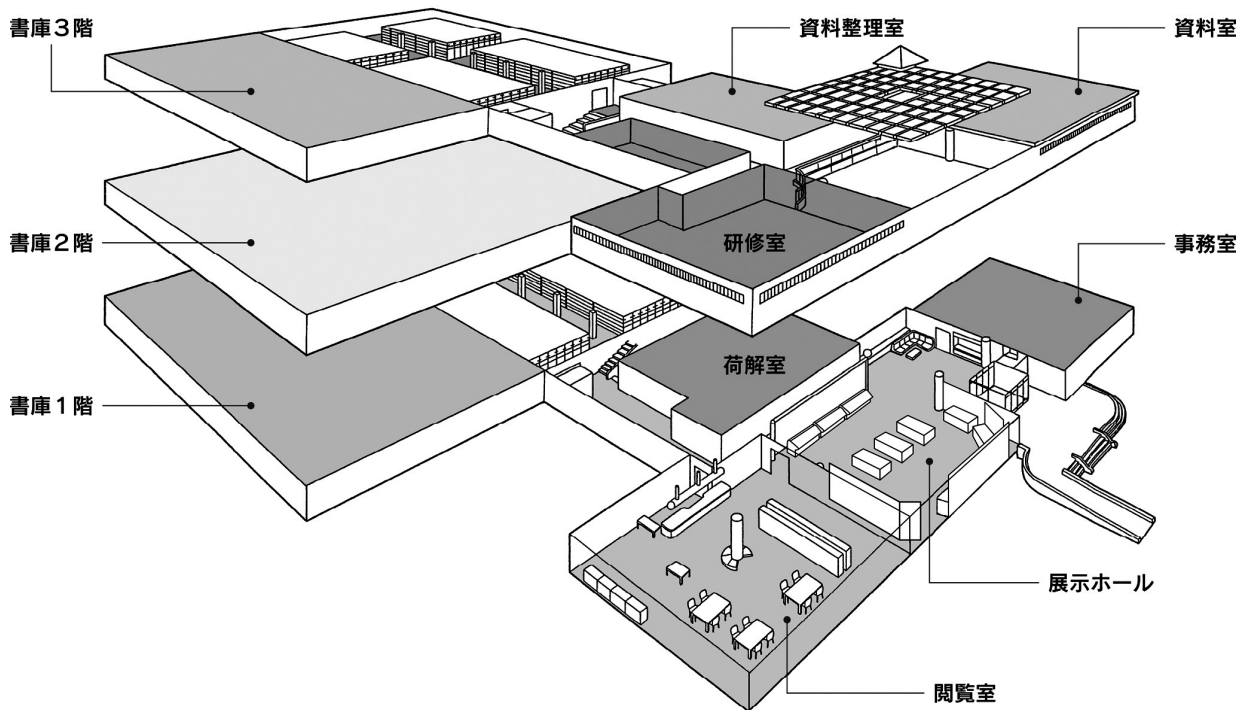 書庫３階
資料整理室
資料室
書庫２階
研修室
事務室
荷解室
書庫１階
展示ホール
閲覧室